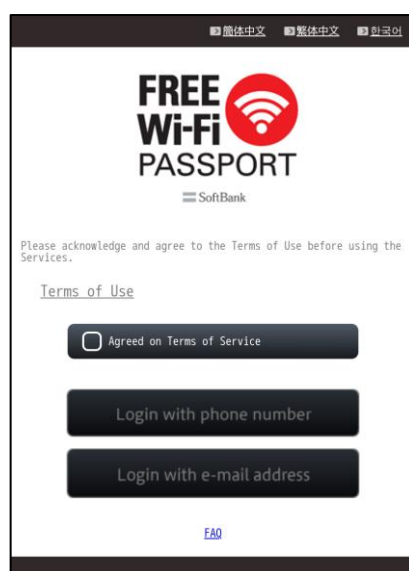 簡体中文 繁体中文 한국어
FREE
Wi-Fi
PASSPORT
SoftBank
Please acknowledge and agree to the Terms of Use before using the
Services.
Terms of Use
Agreed on Terms of Service
Login with phone number
Login with e-mail address
FAQ